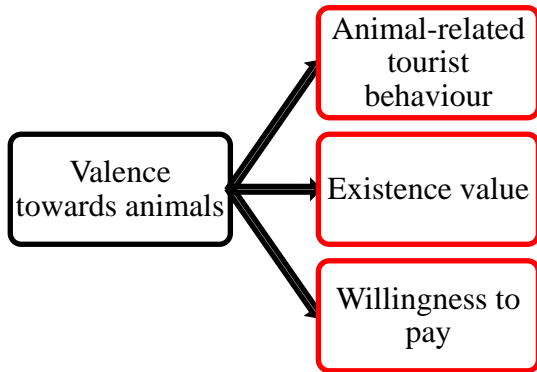 Valence
towards animals
Animal-related
tourist
behaviour
Existence value
Willingness to
pay